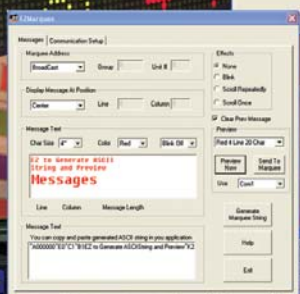 EZMarquee
Messages Communication Setup
Marquee Address
BroadCast Group Unit #
Display Message At Position
Center Line Column
Message Text
Char Size 4" Color Red Blink Off
EZ to Generate ASCII
String and Preview
Messages
Line Column Message Length
Message Text
You can copy and paste generated ASCII string in you application
Effects
None
Blink
Scroll Repeatedly
Scroll Once
Clear Prev Message
Preview
Red 4 Line 20 Char
Preview Now
Send To Marquee
Use Com1
Generate Marquee String
Help
Exit